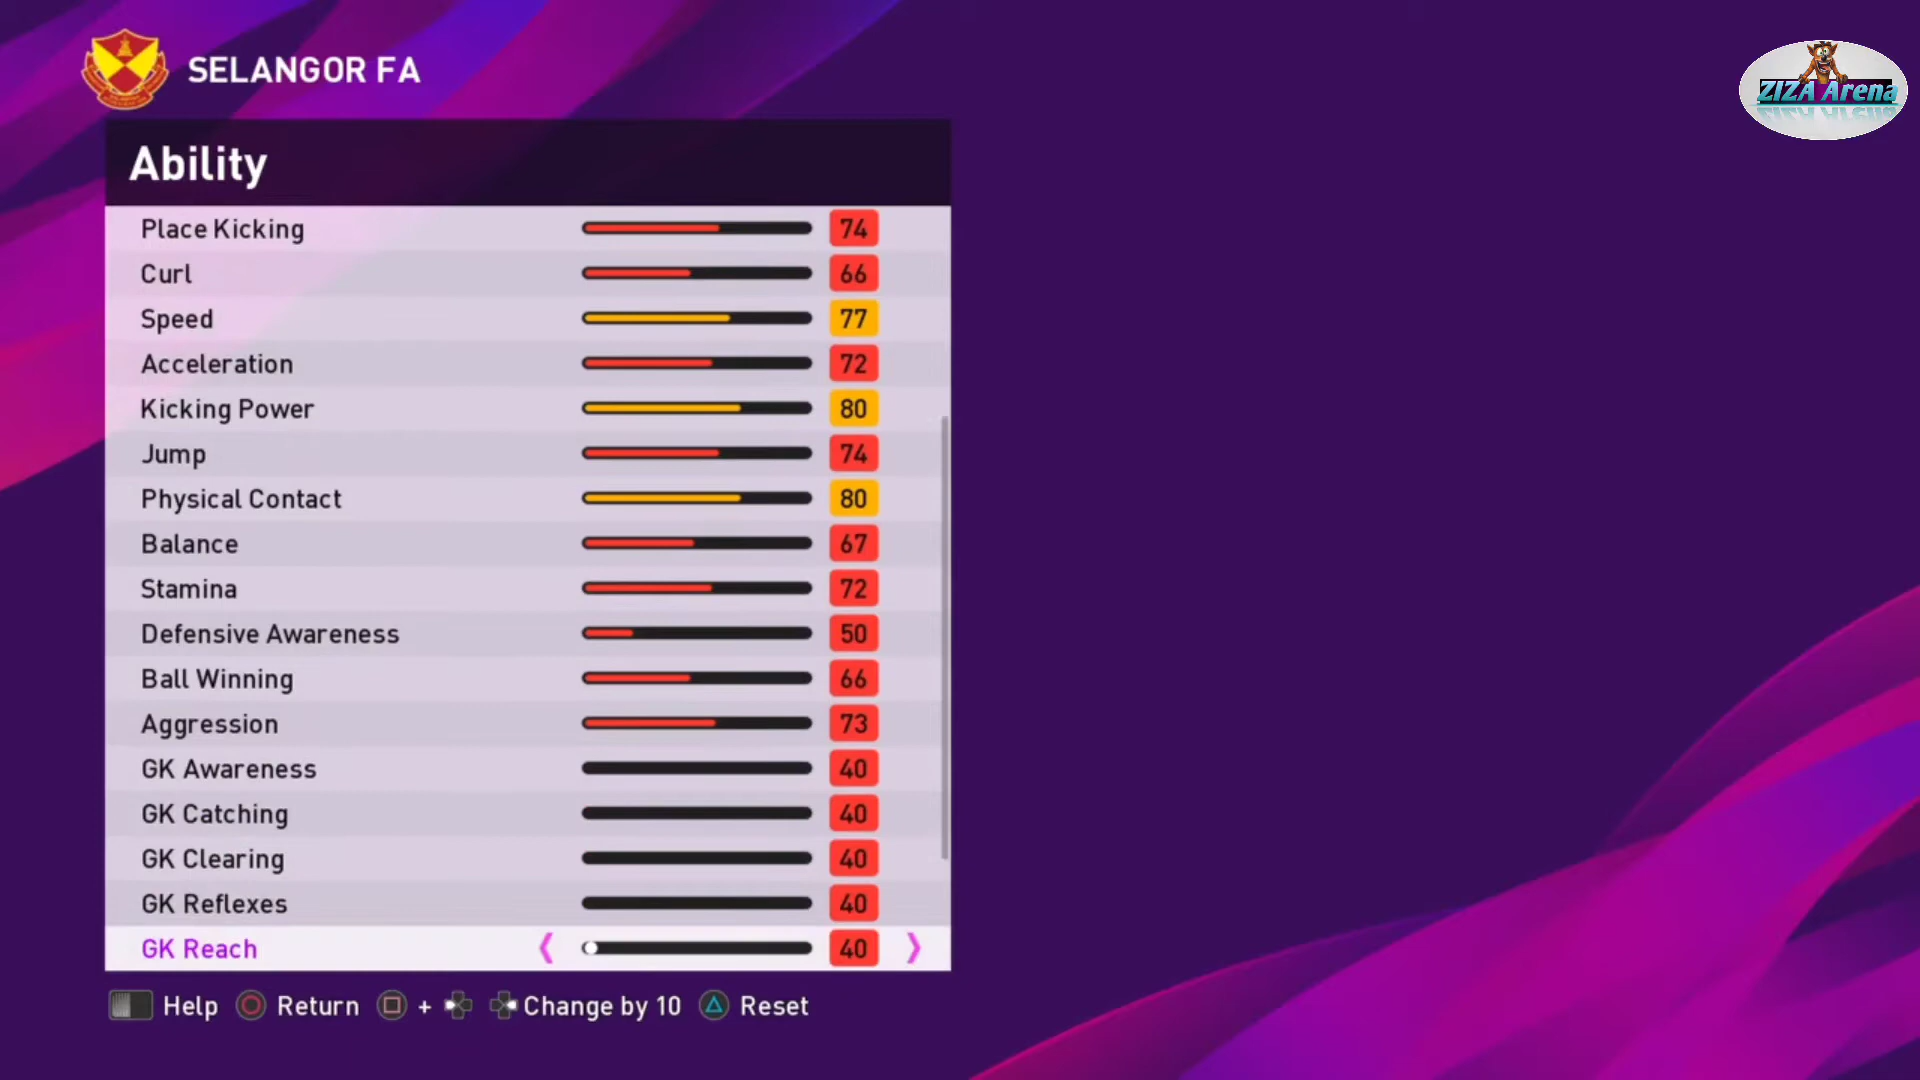 SELANGOR FA
ZIZA Arena
Ability
Place Kicking 74
Curl 66
Speed 77
Acceleration 72
Kicking Power 80
Jump 74
Physical Contact 80
Balance 67
Stamina 72
Defensive Awareness 50
Ball Winning 66
Aggression 73
GK Awareness 40
GK Catching 40
GK Clearing 40
GK Reflexes 40
GK Reach 40
Help Return + Change by 10 Reset